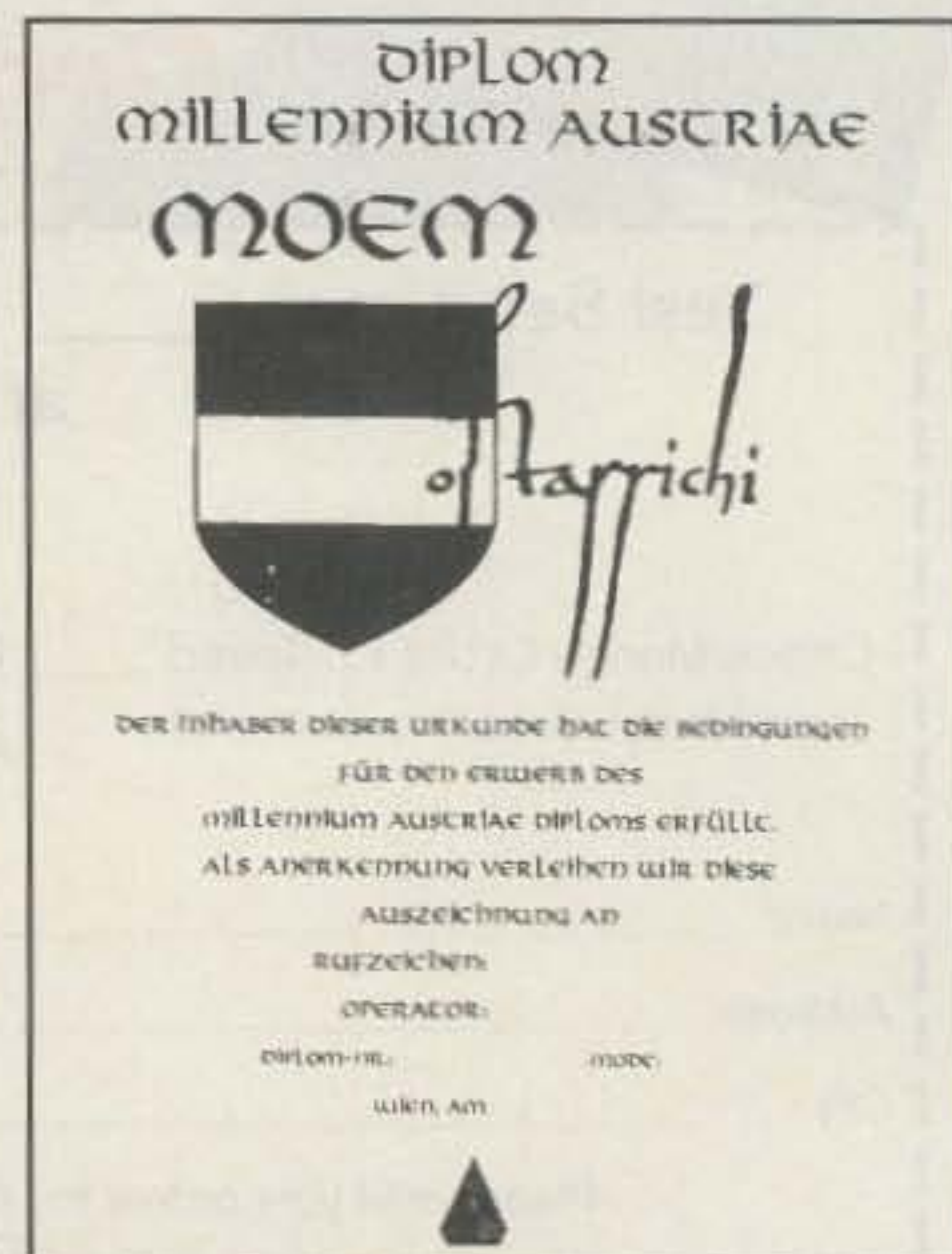 Diplom
Millennium Austriae
MOEM
ostarrichi
Der Inhaber dieser Urkunde hat die Bedingungen
für den Erwerb des
Millennium Austriae Diploms erfüllt.
Als Anerkennung verleihen wir diese
Auszeichnung an
Rufzeichen:
Operator:
Diplom-Nr.: Mode:
Wien, am